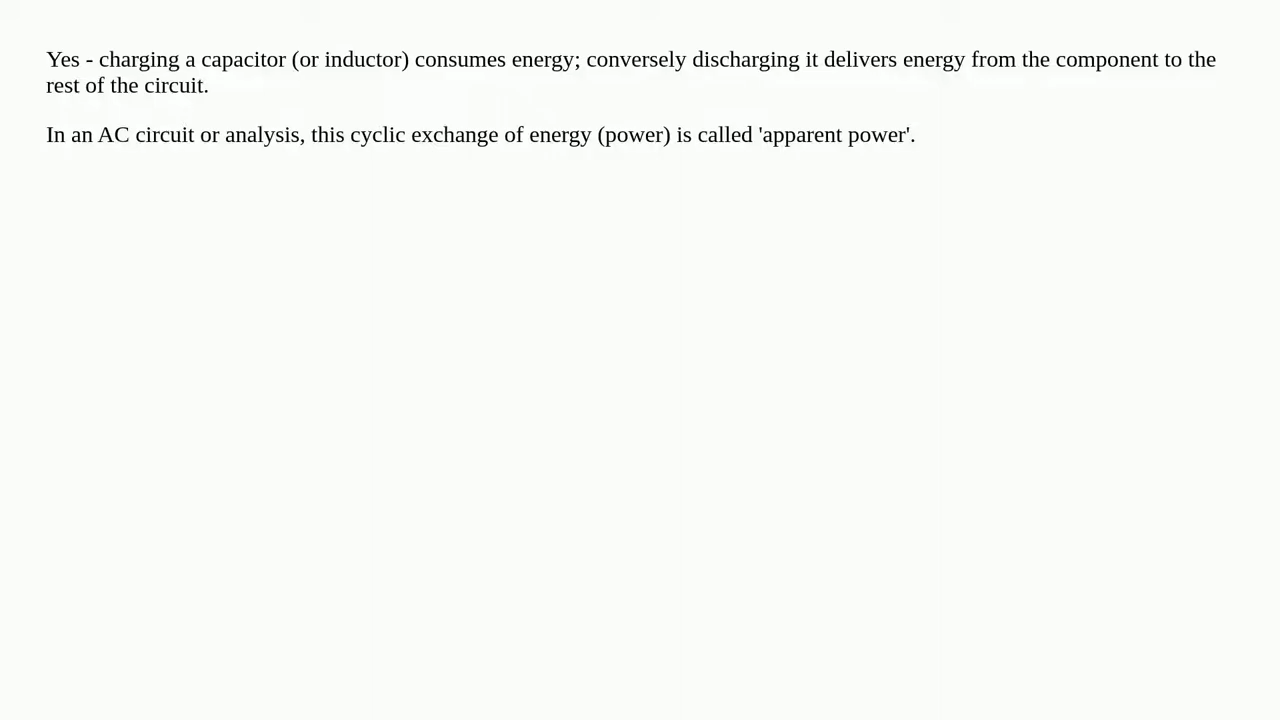 Yes - charging a capacitor (or inductor) consumes energy; conversely discharging it delivers energy from the component to the
rest of the circuit.
In an AC circuit or analysis, this cyclic exchange of energy (power) is called 'apparent power'.